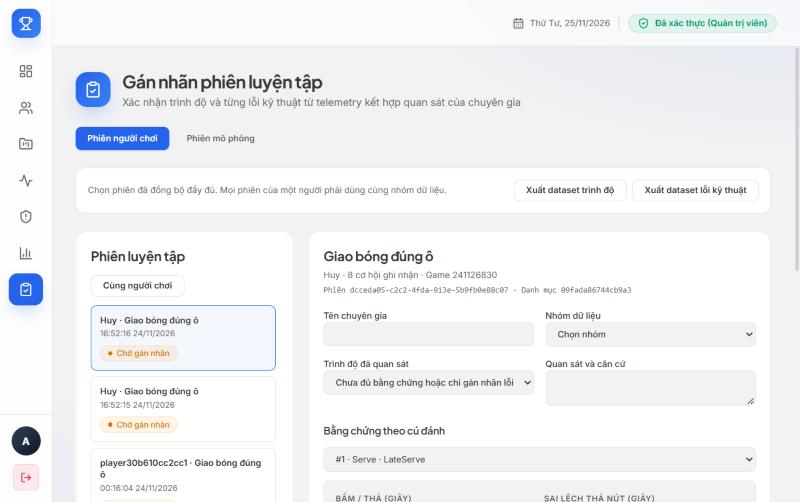 Thứ Tư, 25/11/2026
Đã xác thực (Quản trị viên)
Gán nhãn phiên luyện tập
Xác nhận trình độ và từng lỗi kỹ thuật từ telemetry kết hợp quan sát của chuyên gia
Phiên người chơi
Phiên mô phỏng
Chọn phiên đã đồng bộ đầy đủ. Mọi phiên của một người phải dùng cùng nhóm dữ liệu.
Xuất dataset trình độ
Xuất dataset lỗi kỹ thuật
Phiên luyện tập
Cùng người chơi
Huy · Giao bóng đúng ô
16:52:16 24/11/2026
Chờ gán nhãn
Huy · Giao bóng đúng ô
16:52:15 24/11/2026
Chờ gán nhãn
player30b610cc2cc1 · Giao bóng đúng
ô
00:16:04 24/11/2026
Giao bóng đúng ô
Huy · 8 cơ hội ghi nhận · Game 241126830
Phiên dcceda05-c2c2-4fda-913e-5b9fb0e88c07 · Danh mục 09fada86744cb9a3
Tên chuyên gia
Nhóm dữ liệu
Chọn nhóm
Trình độ đã quan sát
Quan sát và căn cứ
Chưa đủ bằng chứng hoặc chỉ gán nhãn lỗi
Bằng chứng theo cú đánh
#1 · Serve · LateServe
BẤM / THẢ (GIÂY)
SAI LỆCH THẢ NÚT (GIÂY)
A